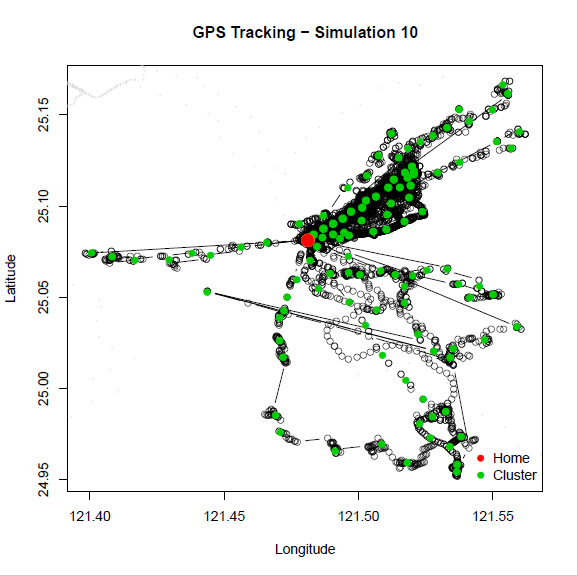 GPS Tracking − Simulation 10
Latitude
25.15
25.10
25.05
25.00
24.95
121.40
121.45
121.50
121.55
Longitude
Home
Cluster